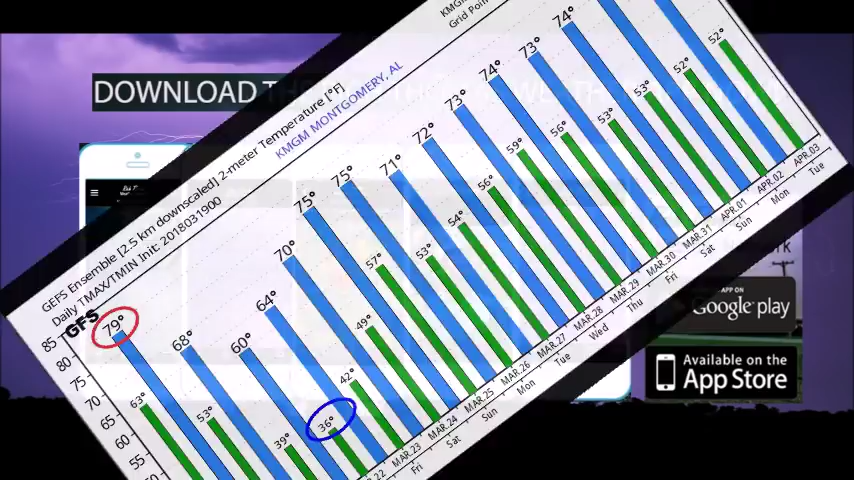 DOWNLOAD TH
KMGM
Grid Point
GEFS Ensemble [2.5 km downscaled] 2-meter Temperature [°F]
Daily TMAX/TMIN Init: 2018031900
KMGM MONTGOMERY, AL
GFS
85
80
75
70
65
60
55
79° 68° 60° 64° 70° 75° 75° 71° 72° 73° 74° 73° 74°
63° 53° 39° 36° 42° 49° 57° 53° 54° 56° 59° 56° 53° 53° 52° 52°
MAR.23 MAR.24 MAR.25 MAR.26 MAR.27 MAR.28 MAR.29 MAR.30 MAR.31 APR.01 APR.02 APR.03
Fri Sat Sun Mon Tue Wed Thu Fri Sat Sun Mon Tue
APP ON
Google play
Available on the
App Store